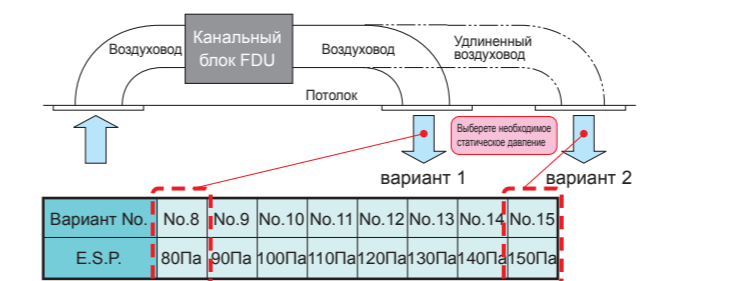 Воздуховод
Канальный
блок FDU
Воздуховод
Удлиненный
воздуховод
Потолок
Выберете необходимое
статическое давление
вариант 1
вариант 2
Вариант No. No.8 No.9 No.10 No.11 No.12 No.13 No.14 No.15
E.S.P. 80Па 90Па 100Па 110Па 120Па 130Па 140Па 150Па